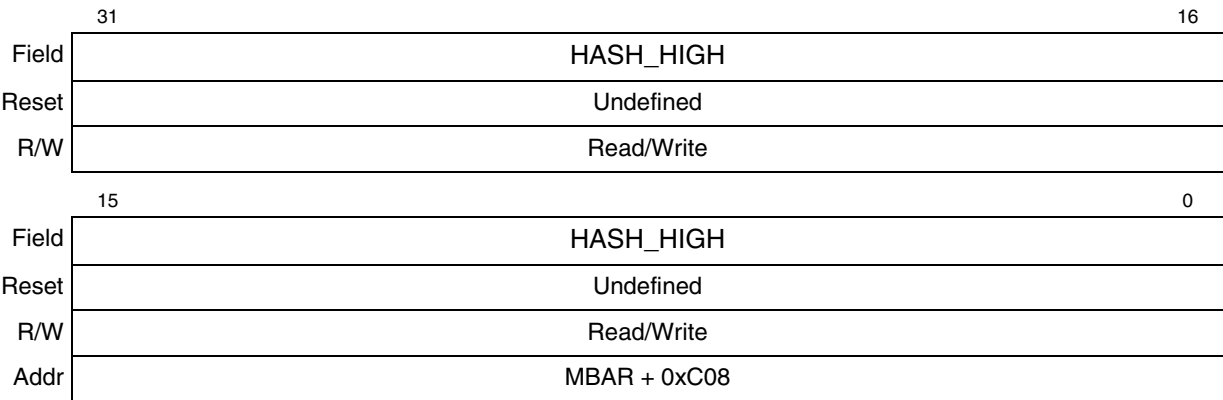 31 16
Field HASH_HIGH
Reset Undefined
R/W Read/Write
15 0
Field HASH_HIGH
Reset Undefined
R/W Read/Write
Addr MBAR + 0xC08